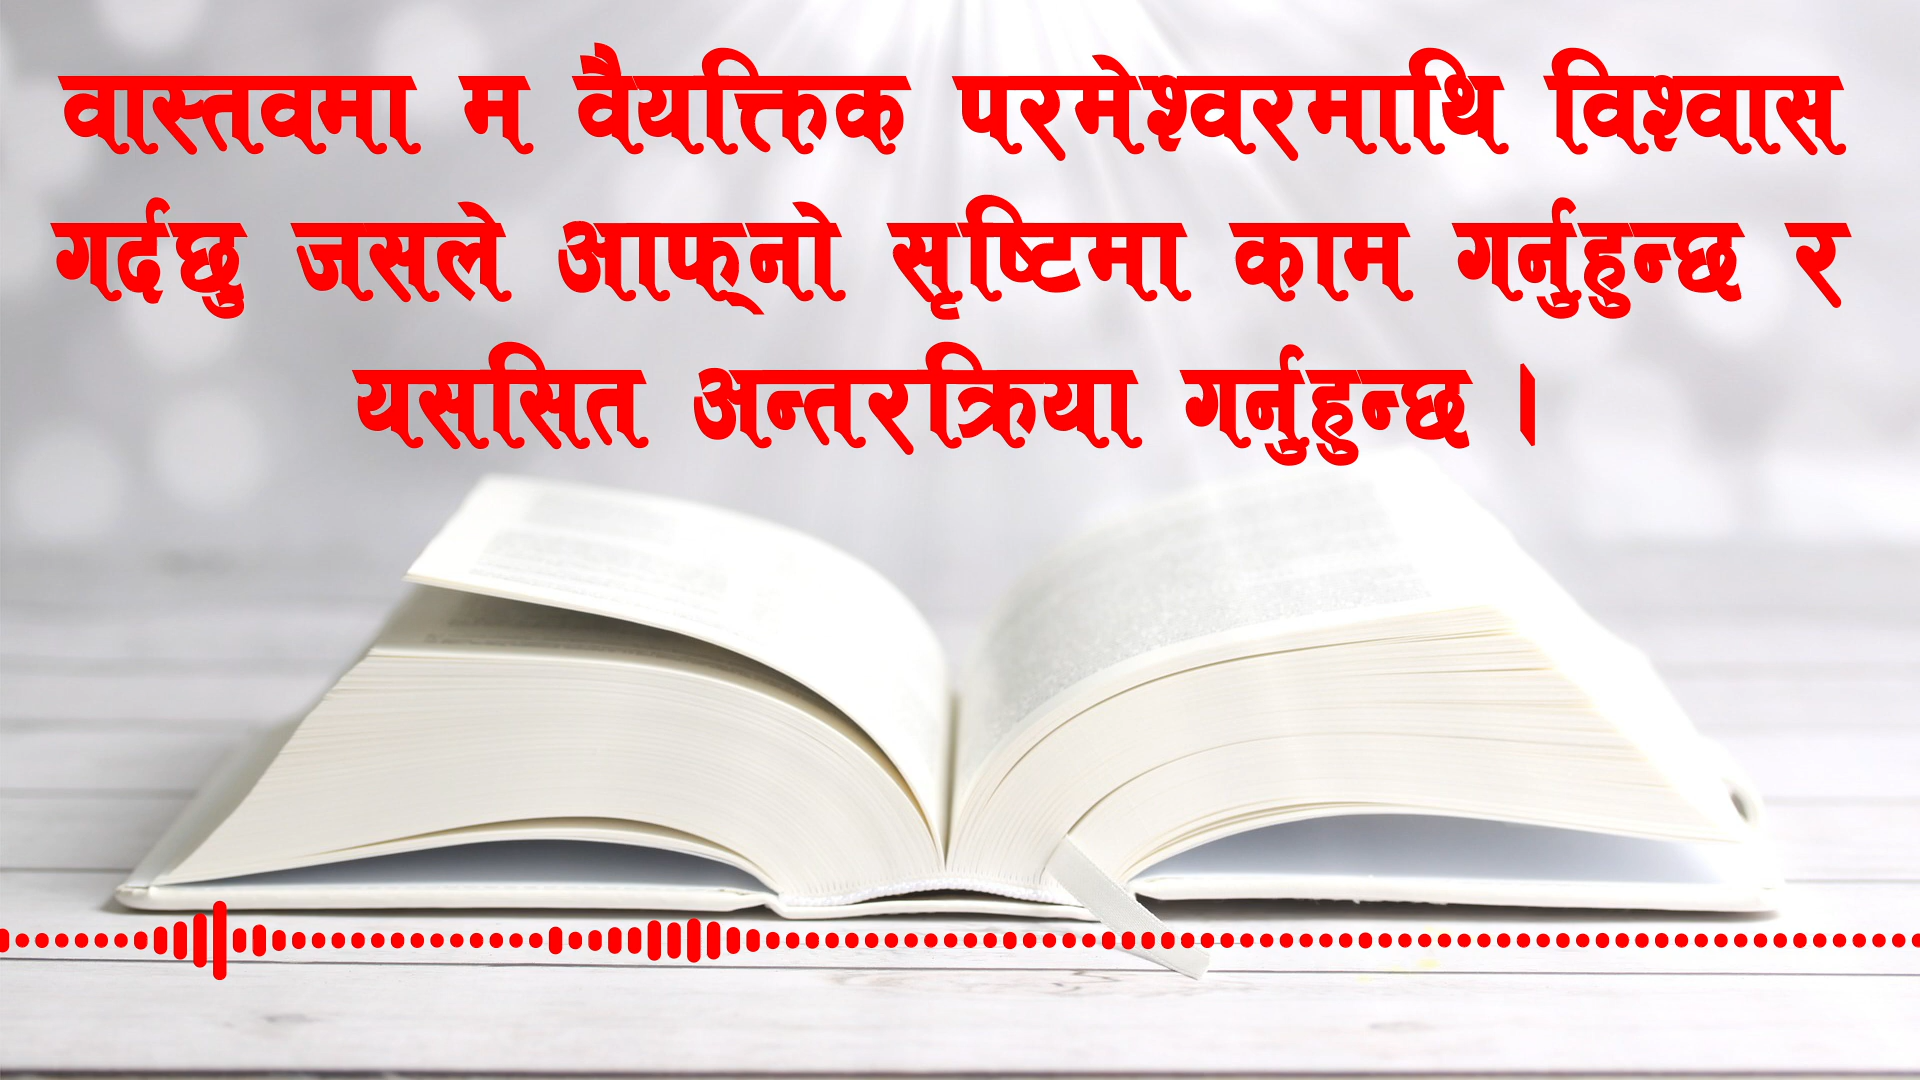 वास्तवमा म वैयक्तिक परमेश्वरमाथि विश्वास
गर्दछु जसले आफ्‌नो सृष्टिमा काम गर्नुहुन्छ र
यससित अन्तरक्रिया गर्नुहुन्छ ।